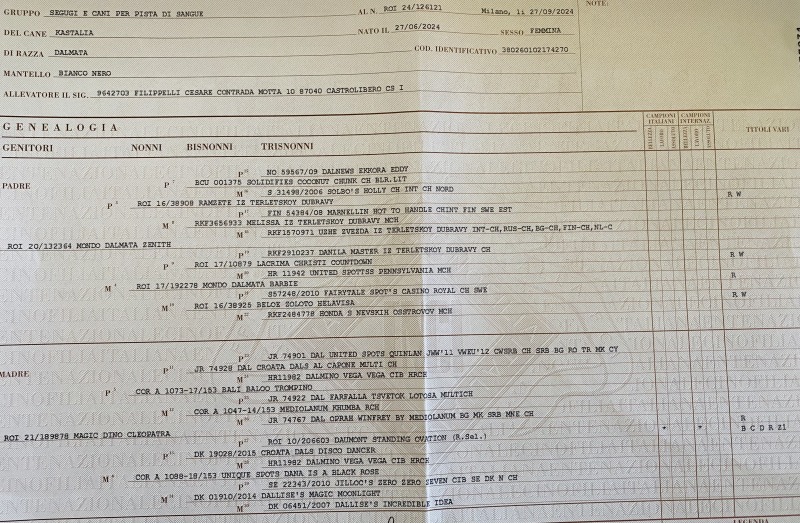 NOTE:
GRUPPO SEGUGI E CANI PER PISTA DI SANGUE AL N. ROI 24/126121 Milano, li 27/09/2024
DEL CANE KASTALIA NATO IL 27/06/2024 SESSO FEMMINA
DI RAZZA DALMATA COD. IDENTIFICATIVO 380260102174270
MANTELLO BIANCO NERO
ALLEVATORE IL SIG. 9642703 FILIPPELLI CESARE CONTRADA MOTTA 10 87040 CASTROLIBERO CS I
GENEALOGIA CAMPIONI ITALIANI CAMPIONI INTERNAZ. TITOLI VARI
GENITORI NONNI BISNONNI TRISNONNI BELLEZZA LAVORO ASSOLUTO BELLEZZA LAVORO ASSOLUTO
P NO 59567/09 DALNEWS EKKORA EDDY
PADRE P BCU 001375 SOLIDIFIES COCONUT CHUNK CH BLR.LIT
M S 31498/2006 SOLBO'S HOLLY CH INT CH NORD
P ROI 16/38908 RAMZETE IZ TERLETSKOY DUBRAVY R W
P FIN 54384/08 MARNELLIN HOT TO HANDLE CHINT FIN SWE EST
M RKF3656933 MELISSA IZ TERLETSKOY DUBRAVY MCH
M RKF1570971 UZHE ZVEZDA IZ TERLETSKOY DUBRAVY INT-CH,RUS-CH,BG-CH,FIN-CH,NL-C
ROI 20/132364 MONDO DALMATA ZENITH
P RKF2910237 DANILA MASTER IZ TERLETSKOY DUBRAVY CH
P ROI 17/10879 LACRIMA CHRISTI COUNTDOWN R W
M HR 11942 UNITED SPOTTSS PENNSYLVANIA MCH
M ROI 17/192278 MONDO DALMATA BARBIE R
P S57248/2010 FAIRYTALE SPOT'S CASINO ROYAL CH SWE
M ROI 16/38925 BELOE ZOLOTO HELAVISA R W
M RKF2484778 HONDA S NEVSKIH OSSTROVOV MCH
P JR 74901 DAL UNITED SPOTS QUINLAN JWW'11 VWEU'12 CWSRB CH SRB BG RO TR MK CY
MADRE P JR 74928 DAL CROATA DALS AL CAPONE MULTI CH
M HR11982 DALMINO VEGA VEGA CIB HRCH
P COR A 1073-17/153 BALI BALOO TROMPINO
P JR 74922 DAL FARFALLA TSVETOK LOTOSA MULTICH
M COR A 1047-14/153 MEDIOLANUM KHUMBA RCH
M JR 74767 DAL OPRAH WINFREY BY MEDIOLANUM BG MK SRB MNE CH R
ROI 21/189878 MAGIC DINO CLEOPATRA * * B C D R Z1
P ROI 10/206603 DAUMONT STANDING OVATION (R.Sel.)
P DK 19028/2015 CROATA DALS DISCO DANCER
M HR11982 DALMINO VEGA VEGA CIB HRCH
M COR A 1088-18/153 UNIQUE SPOTS DANA IS A BLACK ROSE
P SE 22343/2010 JILLOC'S ZERO ZERO SEVEN CIB SE DK N CH
M DK 01910/2014 DALLISE'S MAGIC MOONLIGHT
M DK 06451/2007 DALLISE'S INCREDIBLE IDEA
LEGENDA